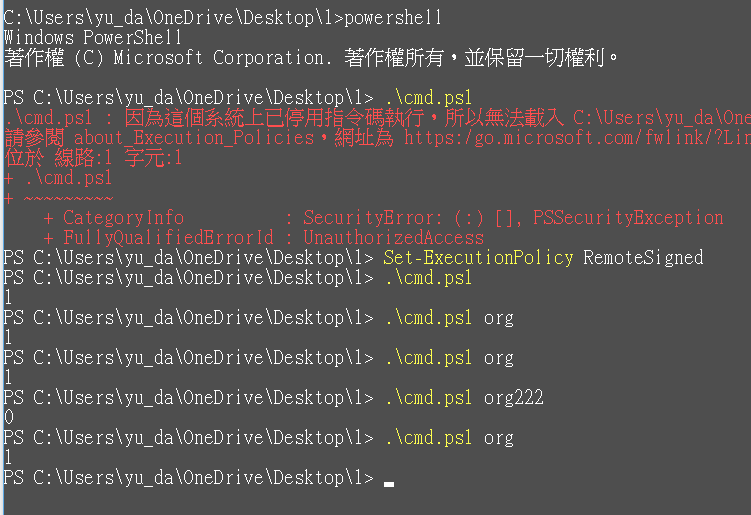 C:\Users\yu_da\OneDrive\Desktop\1>powershell
Windows PowerShell
著作權 (C) Microsoft Corporation. 著作權所有，並保留一切權利。
PS C:\Users\yu_da\OneDrive\Desktop\1> .\cmd.ps1
.\cmd.ps1 : 因為這個系統上已停用指令碼執行，所以無法載入 C:\Users\yu_da\One
請參閱 about_Execution_Policies，網址為 https:/go.microsoft.com/fwlink/?Lin
位於 線路:1 字元:1
+ .\cmd.ps1
+ ~~~~~~~~~
+ CategoryInfo : SecurityError: (:) [], PSSecurityException
+ FullyQualifiedErrorId : UnauthorizedAccess
PS C:\Users\yu_da\OneDrive\Desktop\1> Set-ExecutionPolicy RemoteSigned
PS C:\Users\yu_da\OneDrive\Desktop\1> .\cmd.ps1
1
PS C:\Users\yu_da\OneDrive\Desktop\1> .\cmd.ps1 org
1
PS C:\Users\yu_da\OneDrive\Desktop\1> .\cmd.ps1 org
1
PS C:\Users\yu_da\OneDrive\Desktop\1> .\cmd.ps1 org222
0
PS C:\Users\yu_da\OneDrive\Desktop\1> .\cmd.ps1 org
1
PS C:\Users\yu_da\OneDrive\Desktop\1>